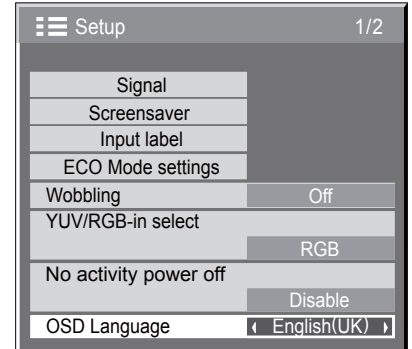 Setup 1/2
Signal
Screensaver
Input label
ECO Mode settings
Wobbling Off
YUV/RGB-in select
RGB
No activity power off
Disable
OSD Language English(UK)